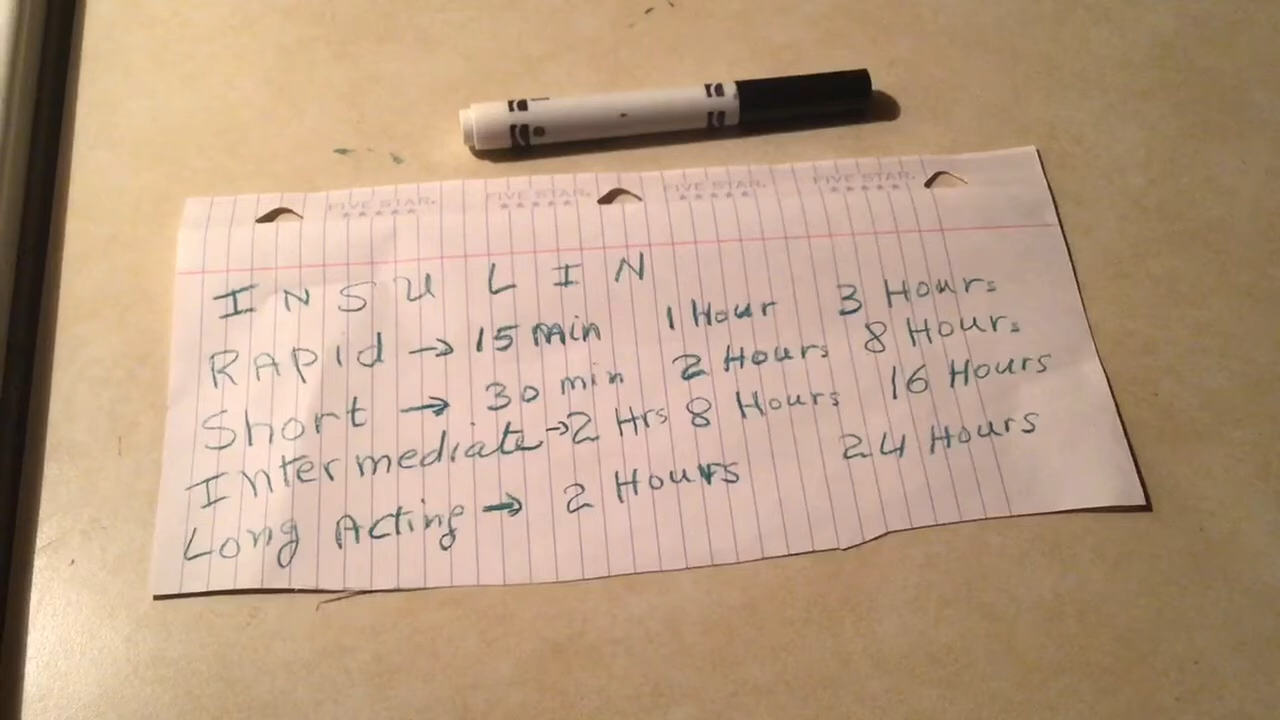 FIVE STAR. FIVE STAR. FIVE STAR. FIVE STAR.
INSULIN
RAPid → 15 min 1 Hour 3 Hours
Short → 30 min 2 Hours 8 Hours
Intermediate → 2 Hrs 8 Hours 16 Hours
Long Acting → 2 Hours 24 Hours